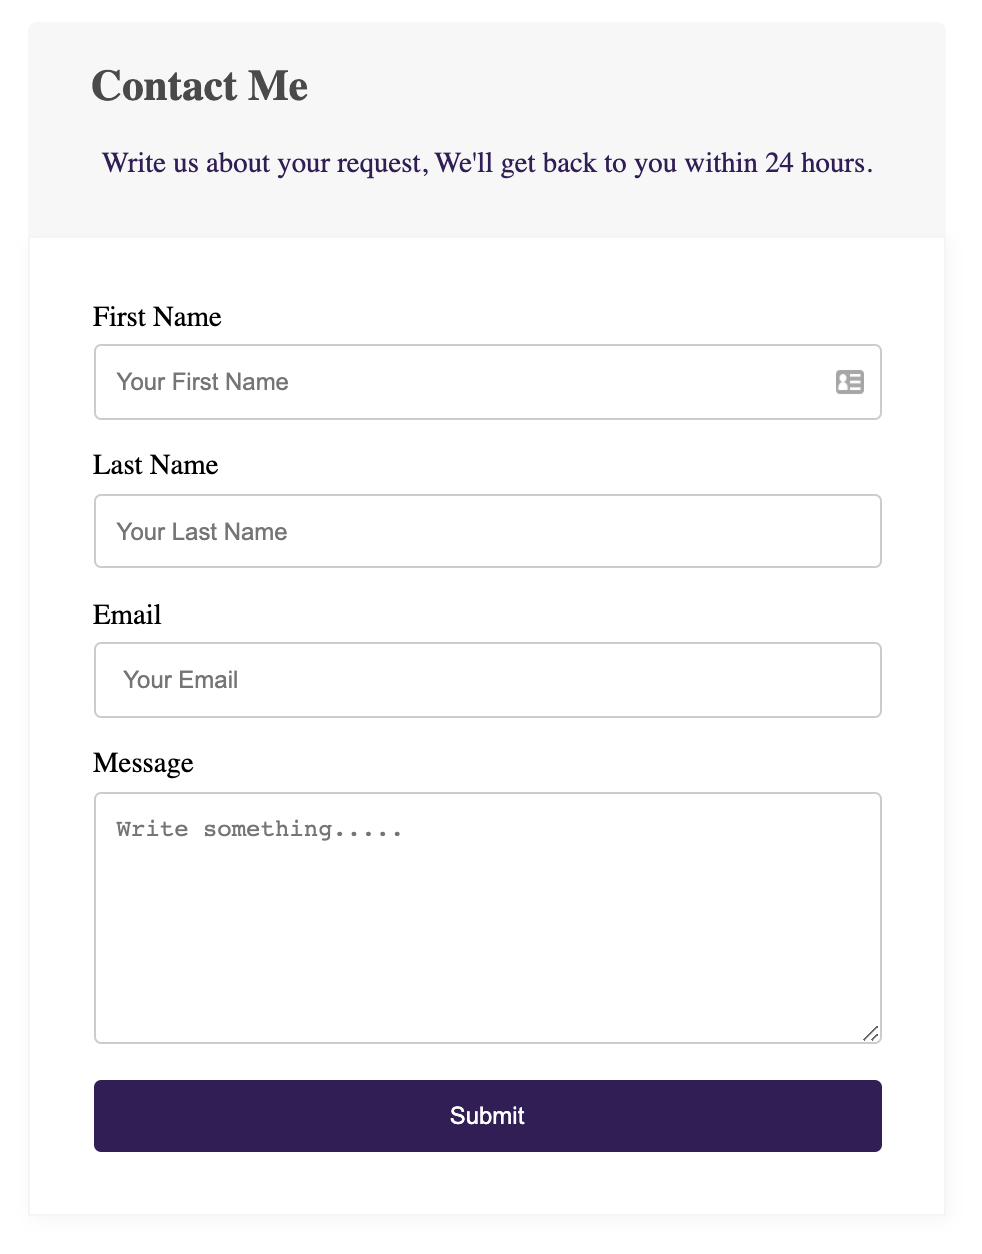 Contact Me
Write us about your request, We'll get back to you within 24 hours.
First Name
Your First Name
Last Name
Your Last Name
Email
Your Email
Message
Write something.....
Submit